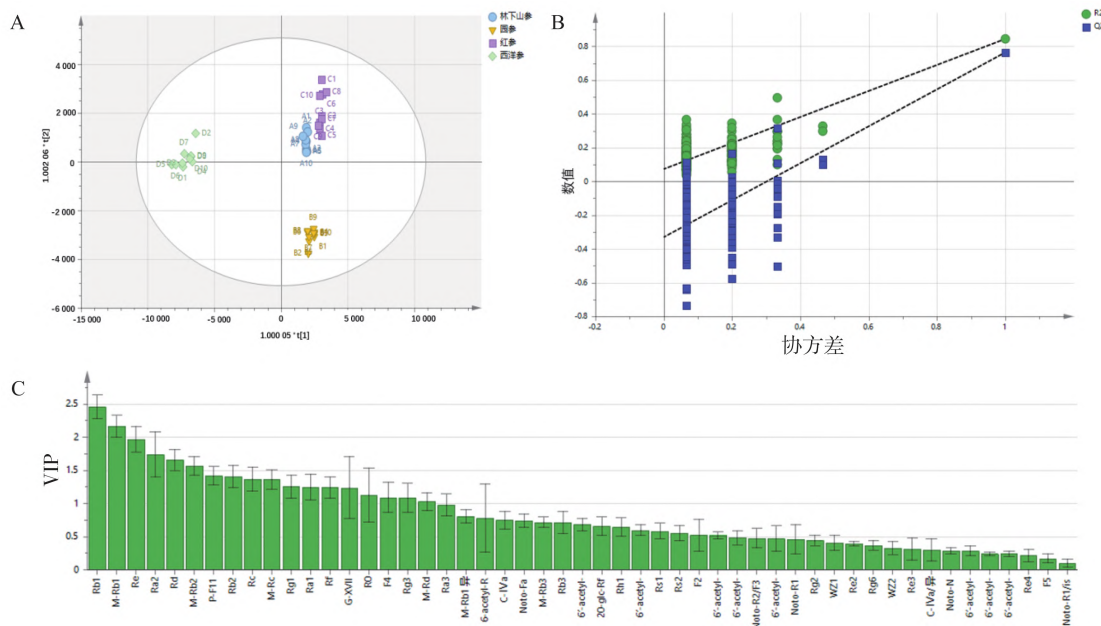 A
林下山参
园参
红参
西洋参
4 000
2 000
0
-2 000
-4 000
-6 000
1.002 06 *t[2]
C1
C10
C8
C6
C4
C5
A1
A9
A10
D2
D7
D5
D1
B9
B2
B1
-15 000
-10 000
-5 000
0
5 000
10 000
1.000 05 *t[1]
B
R2
Q2
0.8
0.6
0.4
0.2
0
-0.2
-0.4
-0.6
-0.8
数值
-0.2
0
0.2
0.4
0.6
0.8
1
协方差
C
VIP
2.5
2
1.5
1
0.5
0
Rb1
M-Rb1
Re
Ra2
Rd
M-Rb2
P-F11
Rb2
Rc
M-Rc
Rg1
Ra1
Rf
G-XVII
R0
F4
Rg3
M-Rd
Ra3
M-Rb1异
6-acetyl-R
C-IVa
Noto-Fa
M-Rb3
Rb3
6'-acetyl-
20-glc-Rf
Rh1
6'-acetyl-
Rs1
Rs2
F2
6'-acetyl-
6'-acetyl-
Noto-R2/F3
6'-acetyl-
Noto-R1
Rg2
WZ1
Re2
Rg6
WZ2
Re3
C-IVa/异
Noto-N
6'-acetyl-
6'-acetyl-
6'-acetyl-
Re4
F5
Noto-R1/is